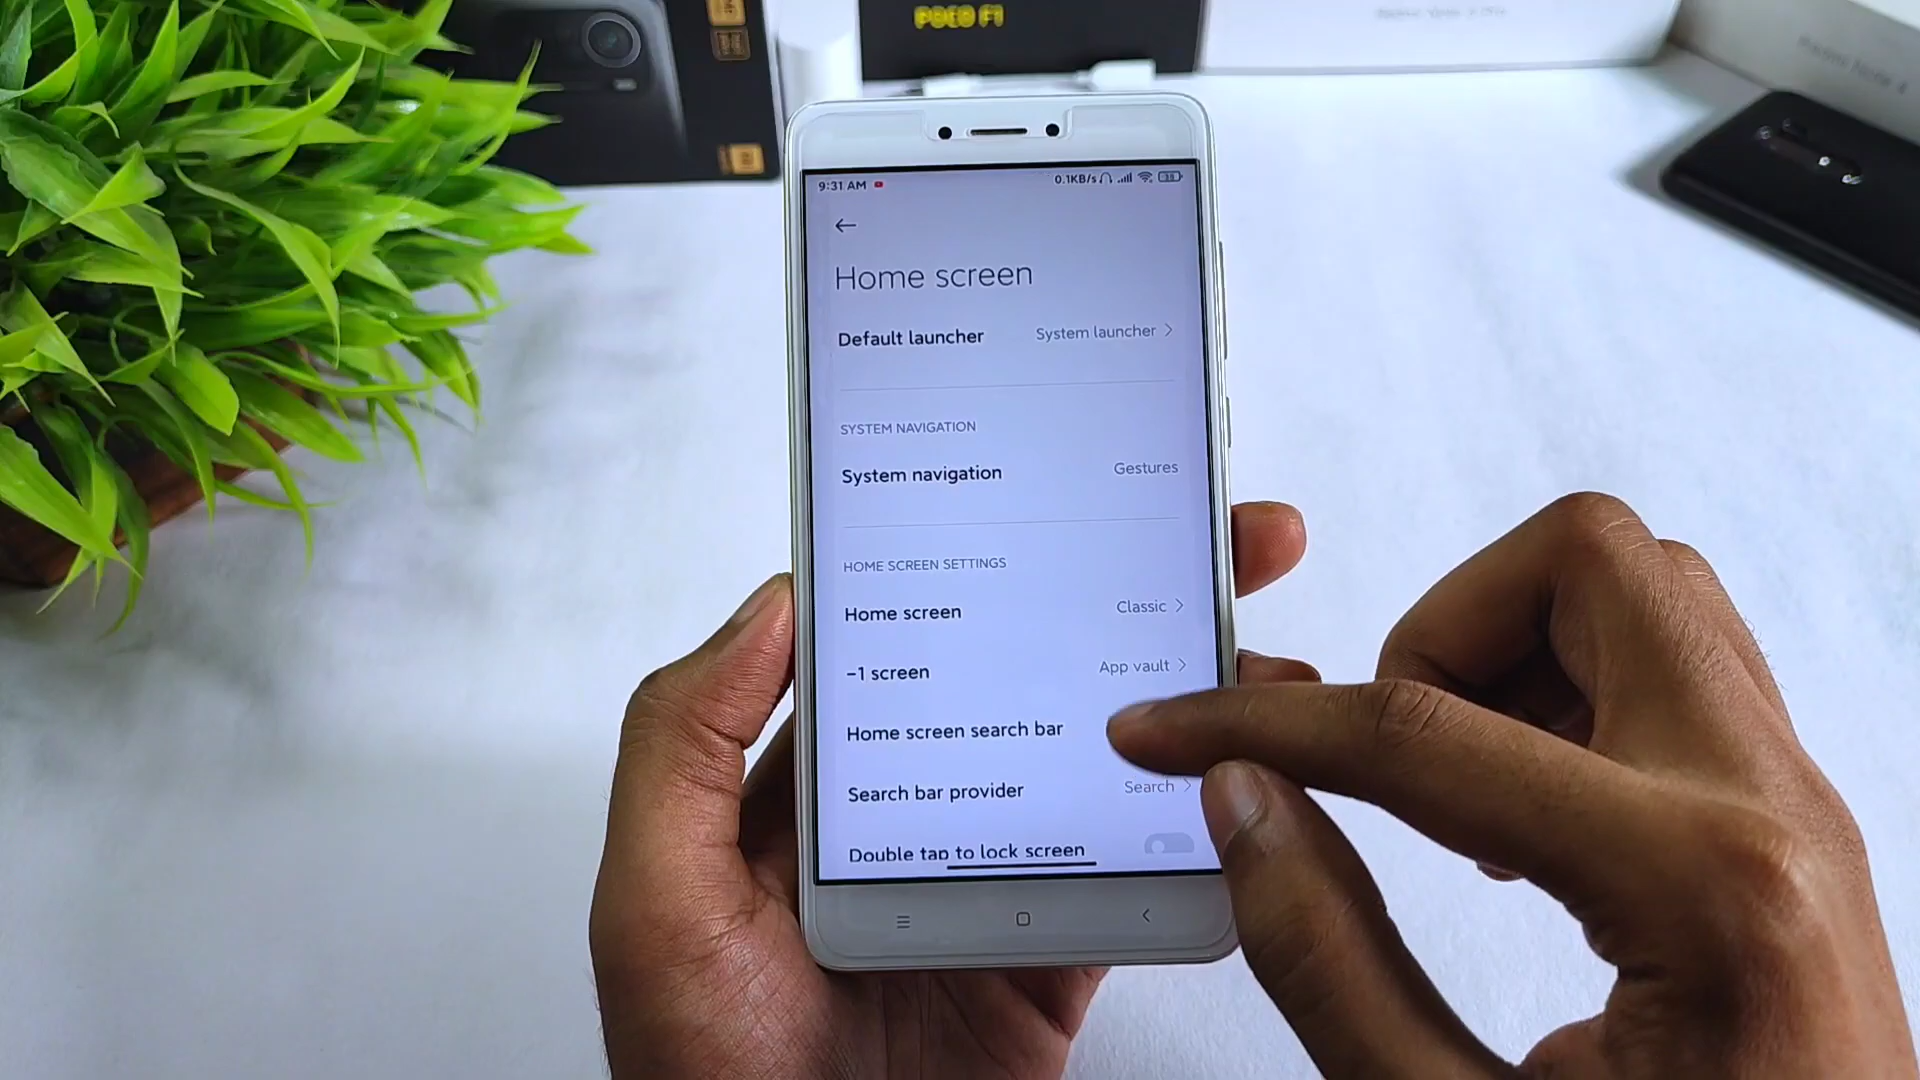 POCO F1
9:31 AM 0.1KB/s 38
Home screen
Default launcher System launcher
SYSTEM NAVIGATION
System navigation Gestures
HOME SCREEN SETTINGS
Home screen Classic
-1 screen App vault
Home screen search bar
Search bar provider Search
Double tap to lock screen